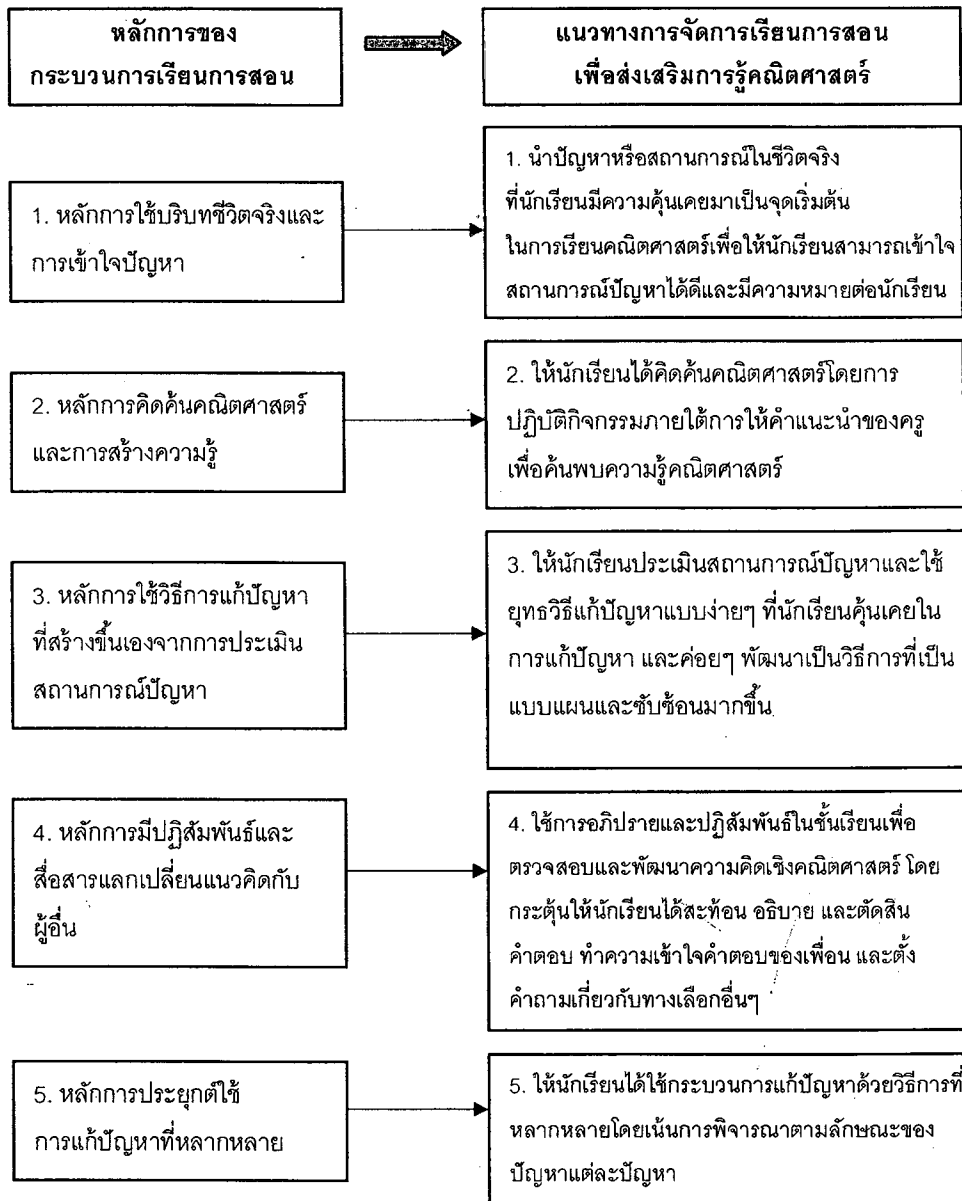 หลักการของ
กระบวนการเรียนการสอน
แนวทางการจัดการเรียนการสอน
เพื่อส่งเสริมการรู้คณิตศาสตร์
1. หลักการใช้บริบทชีวิตจริงและ
การเข้าใจปัญหา
1. นำปัญหาหรือสถานการณ์ในชีวิตจริง
ที่นักเรียนมีความคุ้นเคยมาเป็นจุดเริ่มต้น
ในการเรียนคณิตศาสตร์เพื่อให้นักเรียนสามารถเข้าใจ
สถานการณ์ปัญหาได้ดีและมีความหมายต่อนักเรียน
2. หลักการคิดค้นคณิตศาสตร์
และการสร้างความรู้
2. ให้นักเรียนได้คิดค้นคณิตศาสตร์โดยการ
ปฏิบัติกิจกรรมภายใต้การให้คำแนะนำของครู
เพื่อค้นพบความรู้คณิตศาสตร์
3. หลักการใช้วิธีการแก้ปัญหา
ที่สร้างขึ้นเองจากการประเมิน
สถานการณ์ปัญหา
3. ให้นักเรียนประเมินสถานการณ์ปัญหาและใช้
ยุทธวิธีแก้ปัญหาแบบง่ายๆ ที่นักเรียนคุ้นเคยใน
การแก้ปัญหา และค่อยๆ พัฒนาเป็นวิธีการที่เป็น
แบบแผนและซับซ้อนมากขึ้น
4. หลักการมีปฏิสัมพันธ์และ
สื่อสารแลกเปลี่ยนแนวคิดกับ
ผู้อื่น
4. ใช้การอภิปรายและปฏิสัมพันธ์ในชั้นเรียนเพื่อ
ตรวจสอบและพัฒนาความคิดเชิงคณิตศาสตร์ โดย
กระตุ้นให้นักเรียนได้สะท้อน อธิบาย และตัดสิน
คำตอบ ทำความเข้าใจคำตอบของเพื่อน และตั้ง
คำถามเกี่ยวกับทางเลือกอื่นๆ
5. หลักการประยุกต์ใช้
การแก้ปัญหาที่หลากหลาย
5. ให้นักเรียนได้ใช้กระบวนการแก้ปัญหาด้วยวิธีการที่
หลากหลายโดยเน้นการพิจารณาตามลักษณะของ
ปัญหาแต่ละปัญหา